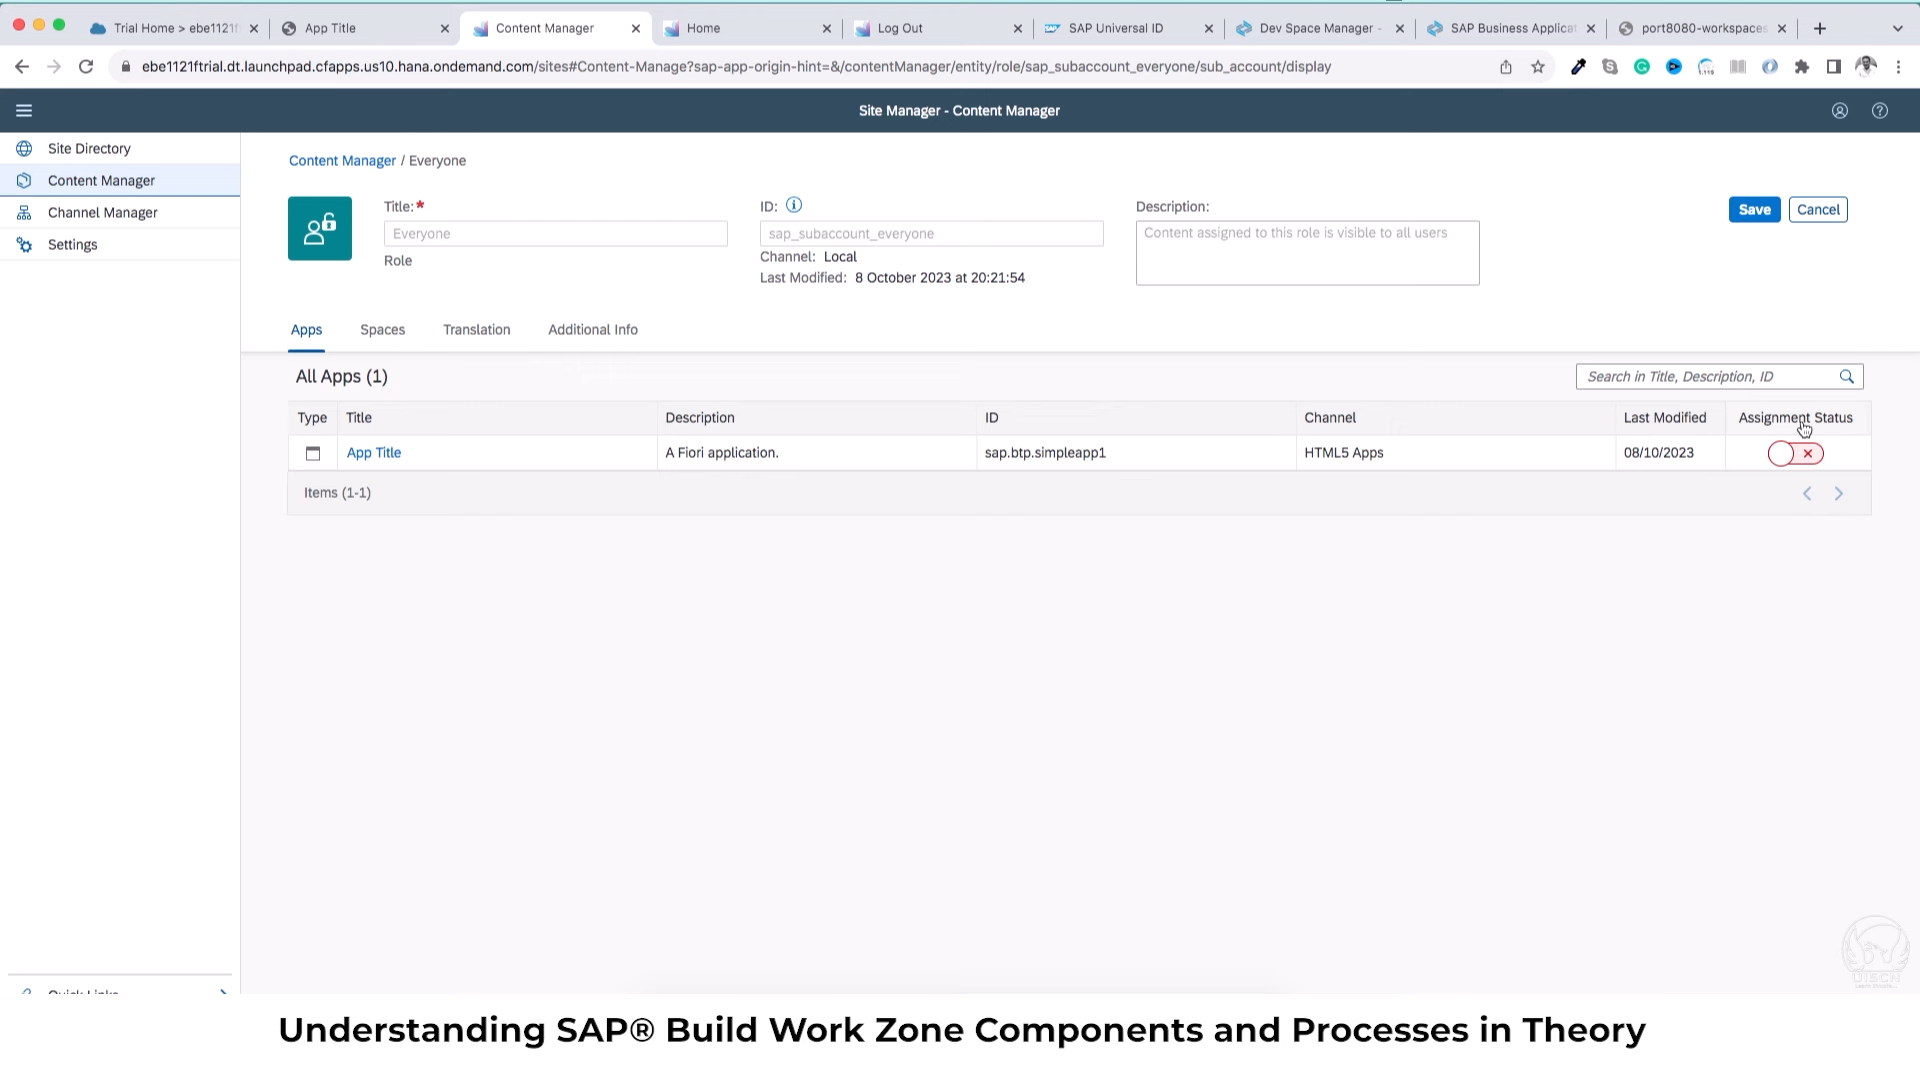 Trial Home > ebe1121f
App Title
Content Manager
Home
Log Out
SAP Universal ID
Dev Space Manager -
SAP Business Applicat
port8080-workspaces
ebe1121ftrial.dt.launchpad.cfapps.us10.hana.ondemand.com/sites#Content-Manage?sap-app-origin-hint=&/contentManager/entity/role/sap_subaccount_everyone/sub_account/display
Site Manager - Content Manager
Site Directory
Content Manager
Channel Manager
Settings
Content Manager / Everyone
Title:*
Everyone
Role
ID:
sap_subaccount_everyone
Channel: Local
Last Modified: 8 October 2023 at 20:21:54
Description:
Content assigned to this role is visible to all users
Save
Cancel
Apps
Spaces
Translation
Additional Info
All Apps (1)
Search in Title, Description, ID
Type
Title
Description
ID
Channel
Last Modified
Assignment Status
App Title
A Fiori application.
sap.btp.simpleapp1
HTML5 Apps
08/10/2023
Items (1-1)
Quick Links
UISCN
Understanding SAP® Build Work Zone Components and Processes in Theory